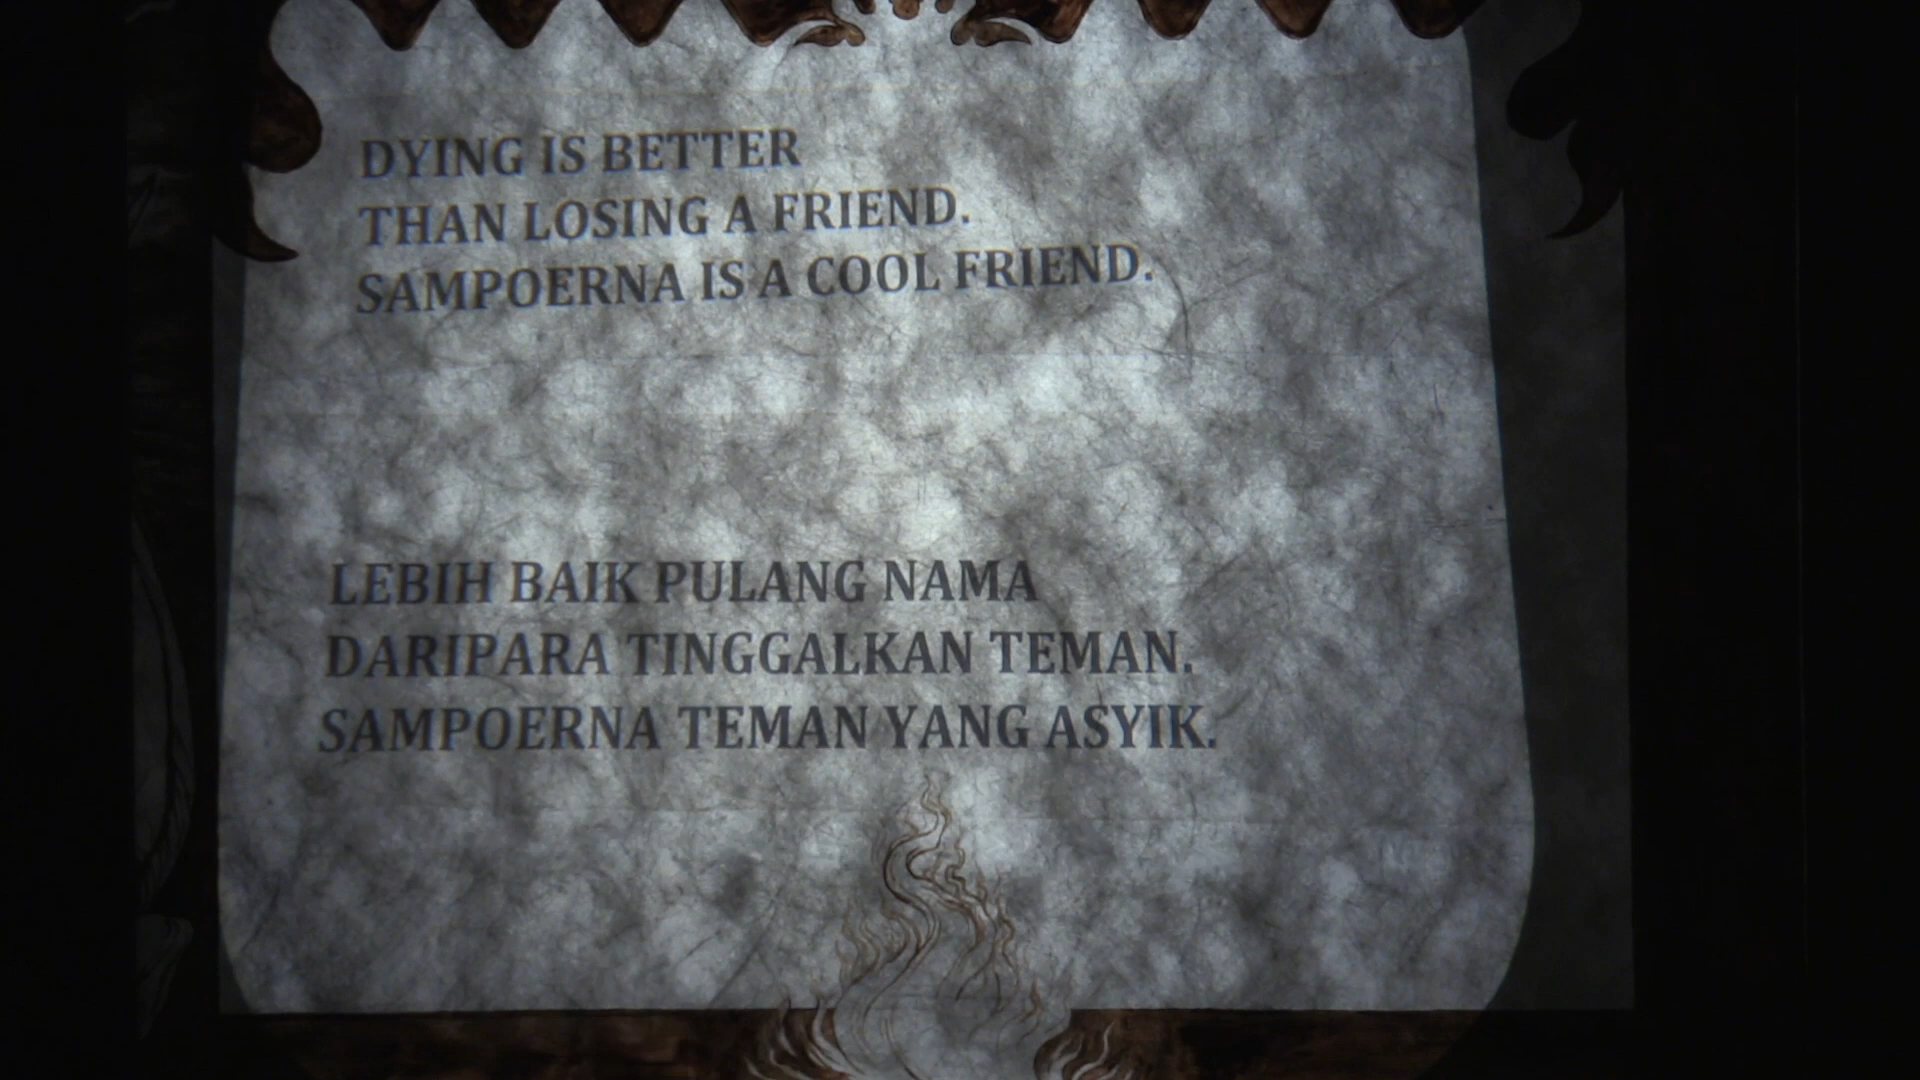 DYING IS BETTER
THAN LOSING A FRIEND.
SAMPOERNA IS A COOL FRIEND.
LEBIH BAIK PULANG NAMA
DARIPARA TINGGALKAN TEMAN.
SAMPOERNA TEMAN YANG ASYIK.